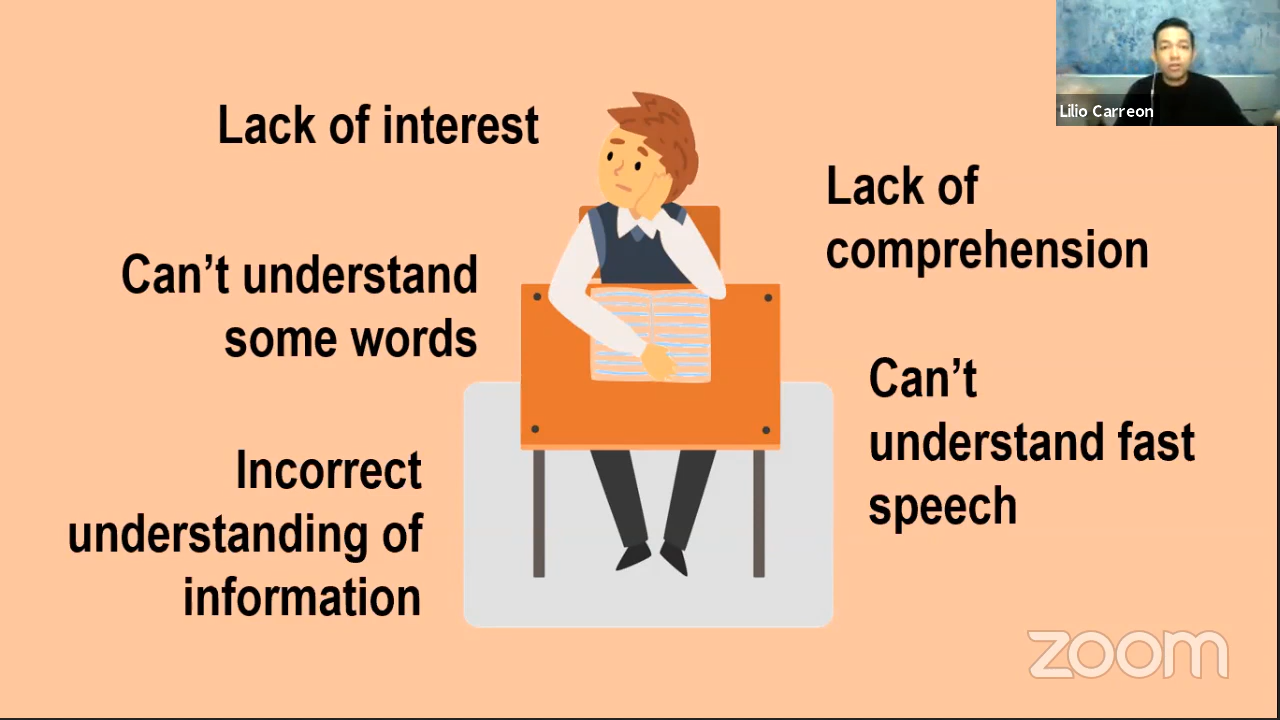 Lilio Carreon
Lack of interest
Lack of
comprehension
Can’t understand
some words
Can’t
understand fast
speech
Incorrect
understanding of
information
zoom